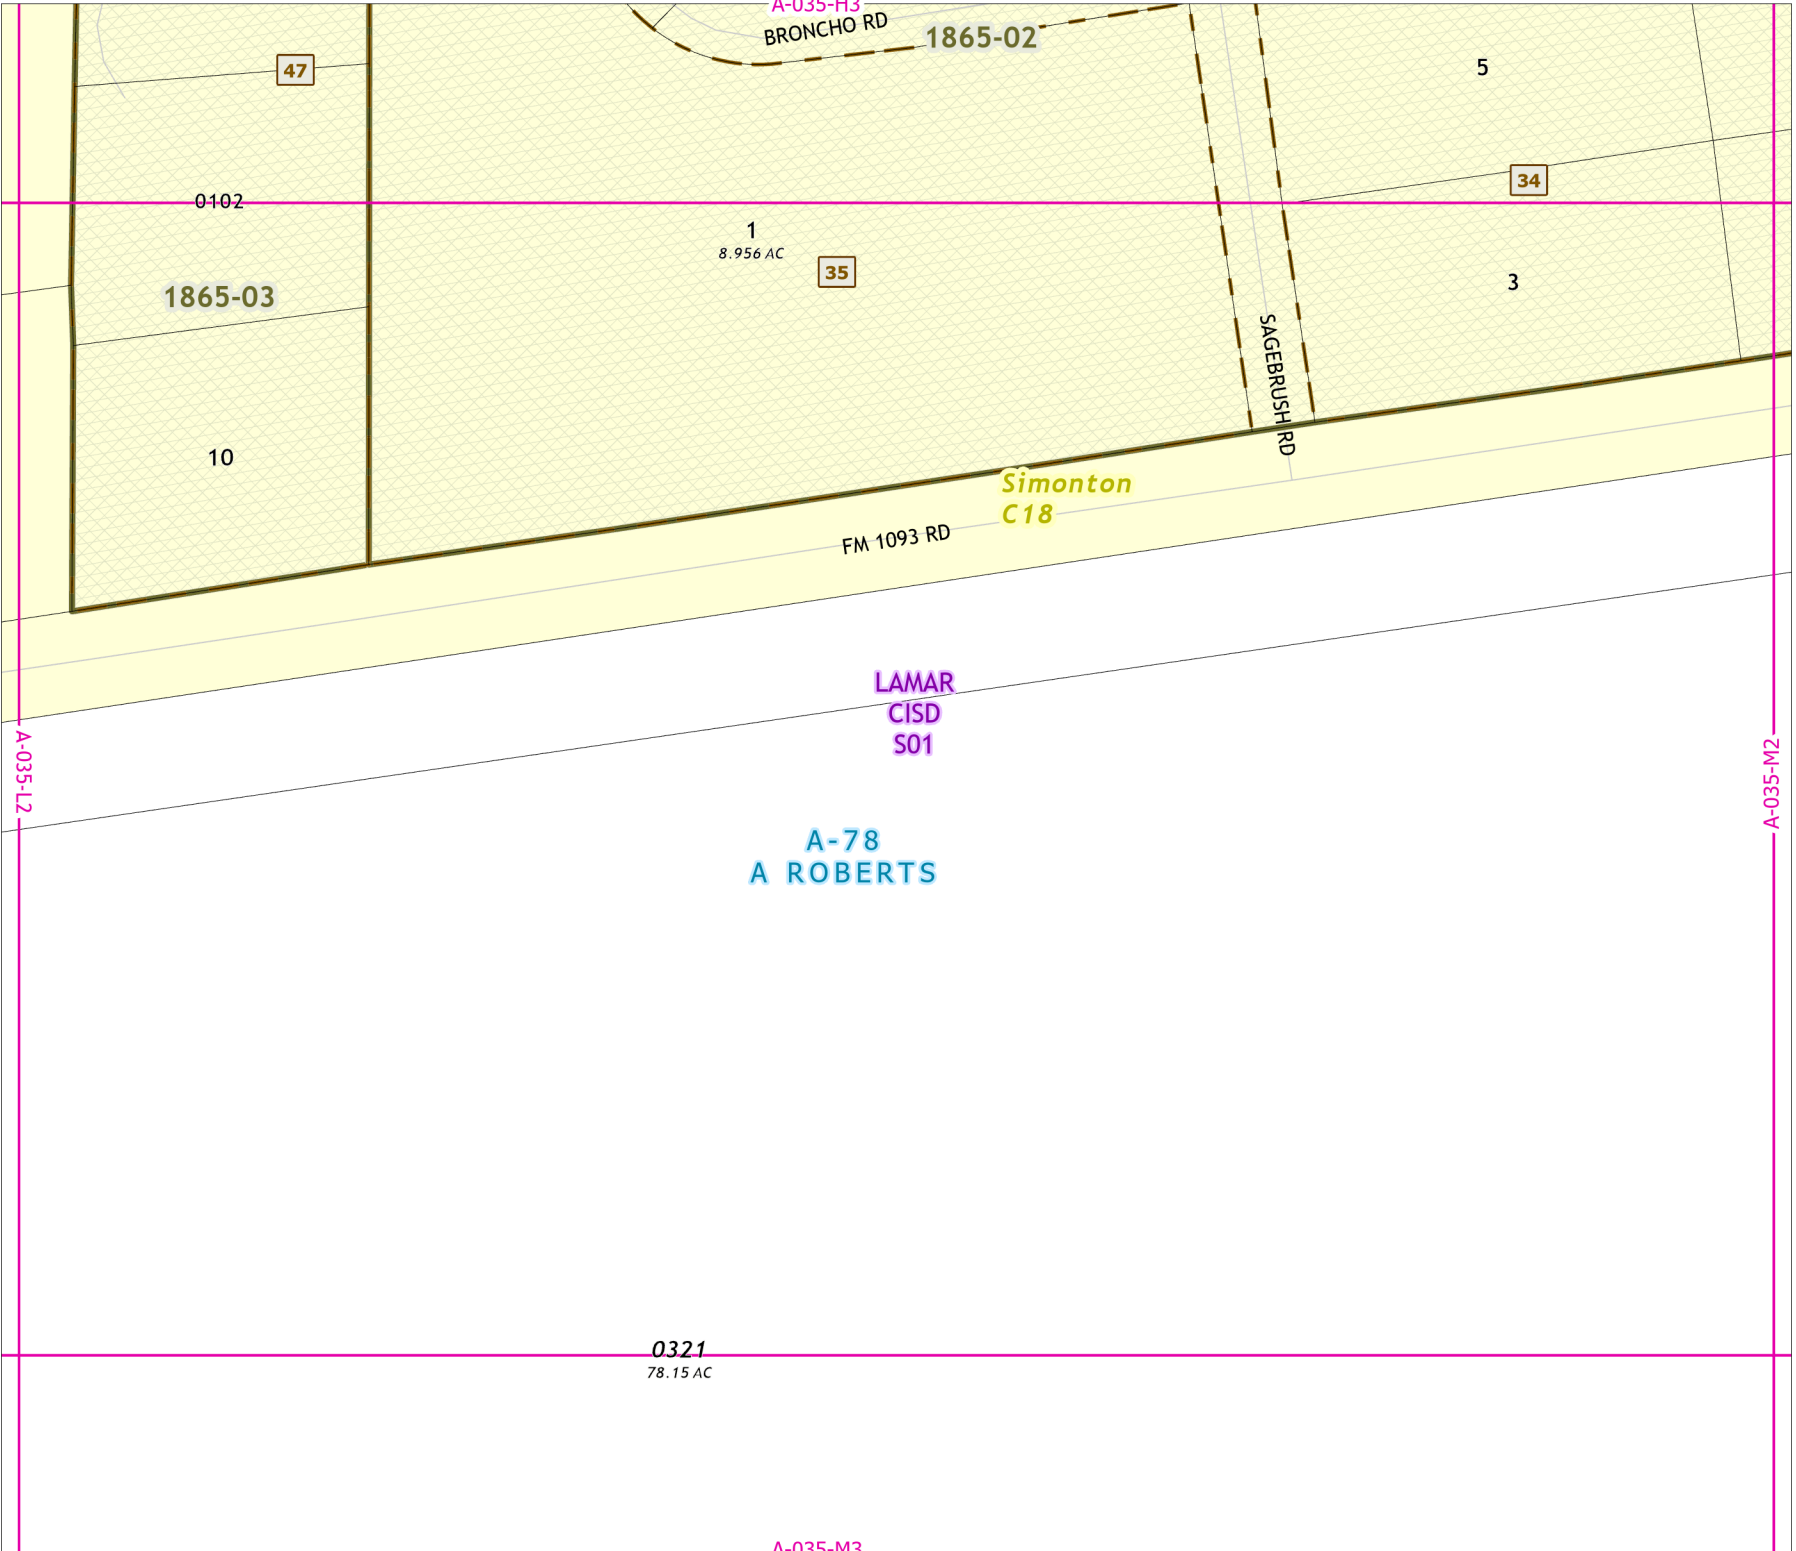 A-035-H3
BRONCHO RD
1865-02
47
5
34
0102
1
8.956 AC
35
3
1865-03
SAGEBRUSH RD
10
Simonton
C18
FM 1093 RD
LAMAR
CISD
S01
A-035-L2
A-035-M2
A-78
A ROBERTS
0321
78.15 AC
A-035-M3